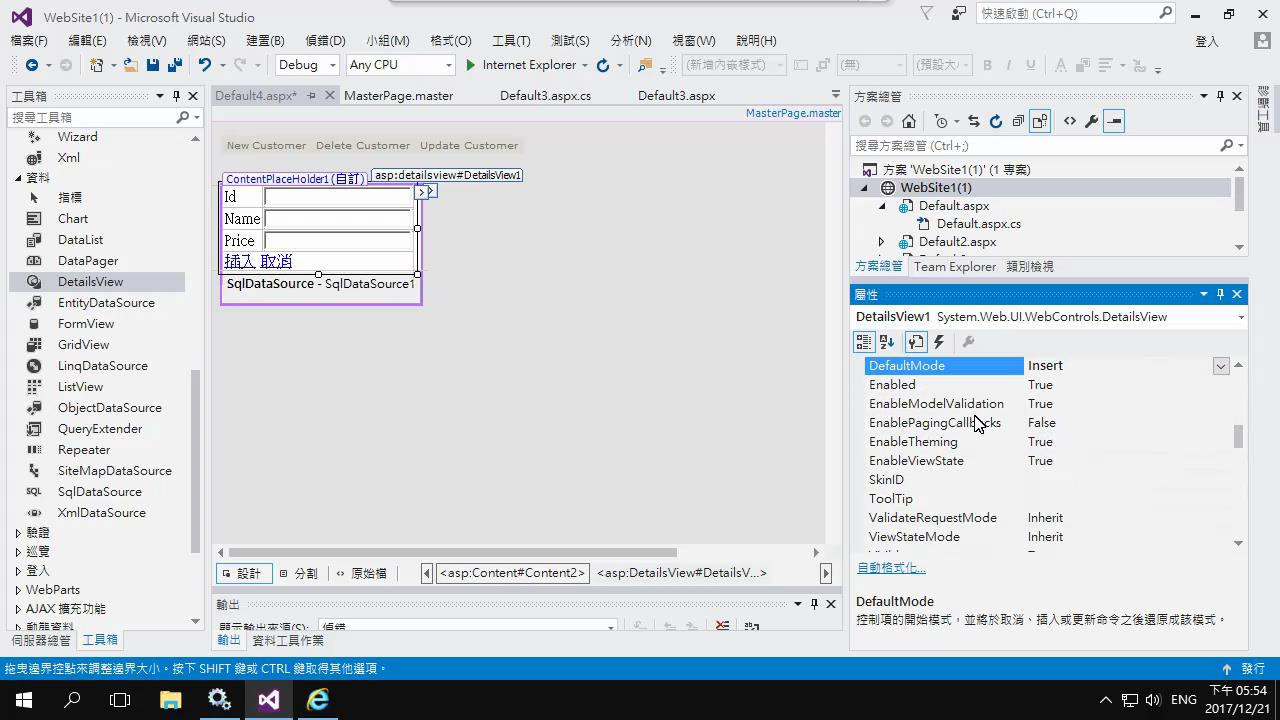 WebSite1(1) - Microsoft Visual Studio
快速啟動 (Ctrl+Q)
檔案(F) 編輯(E) 檢視(V) 網站(S) 建置(B) 偵錯(D) 小組(M) 格式(O) 工具(T) 測試(S) 分析(N) 視窗(W) 說明(H)
登入
Debug Any CPU Internet Explorer (新增內嵌樣式) (無) (預設大小) B I U A
工具箱
搜尋工具箱
Wizard
Xml
資料
指標
Chart
DataList
DataPager
DetailsView
EntityDataSource
FormView
GridView
LinqDataSource
ListView
ObjectDataSource
QueryExtender
Repeater
SiteMapDataSource
SqlDataSource
XmlDataSource
驗證
巡覽
登入
WebParts
AJAX 擴充功能
動態資料
伺服器總管 工具箱
Default4.aspx* MasterPage.master Default3.aspx.cs Default3.aspx
MasterPage.master
New Customer Delete Customer Update Customer
ContentPlaceHolder1 (自訂) asp:detailsview#DetailsView1
Id
Name
Price
插入 取消
SqlDataSource - SqlDataSource1
設計 分割 原始檔 <asp:Content#Content2> <asp:DetailsView#DetailsV...>
輸出
顯示輸出來源(S): 偵錯
輸出 資料工具作業
方案總管
搜尋方案總管 (Ctrl+;)
方案 'WebSite1(1)' (1 專案)
WebSite1(1)
Default.aspx
Default.aspx.cs
Default2.aspx
方案總管 Team Explorer 類別檢視
屬性
DetailsView1 System.Web.UI.WebControls.DetailsView
DefaultMode Insert
Enabled True
EnableModelValidation True
EnablePagingCallbacks False
EnableTheming True
EnableViewState True
SkinID
ToolTip
ValidateRequestMode Inherit
ViewStateMode Inherit
自動格式化...
DefaultMode
控制項的開始模式，並將於取消、插入或更新命令之後還原成該模式。
拖曳邊界控點來調整邊界大小。按下 SHIFT 鍵或 CTRL 鍵取得其他選項。
發行
ENG
下午 05:54
2017/12/21